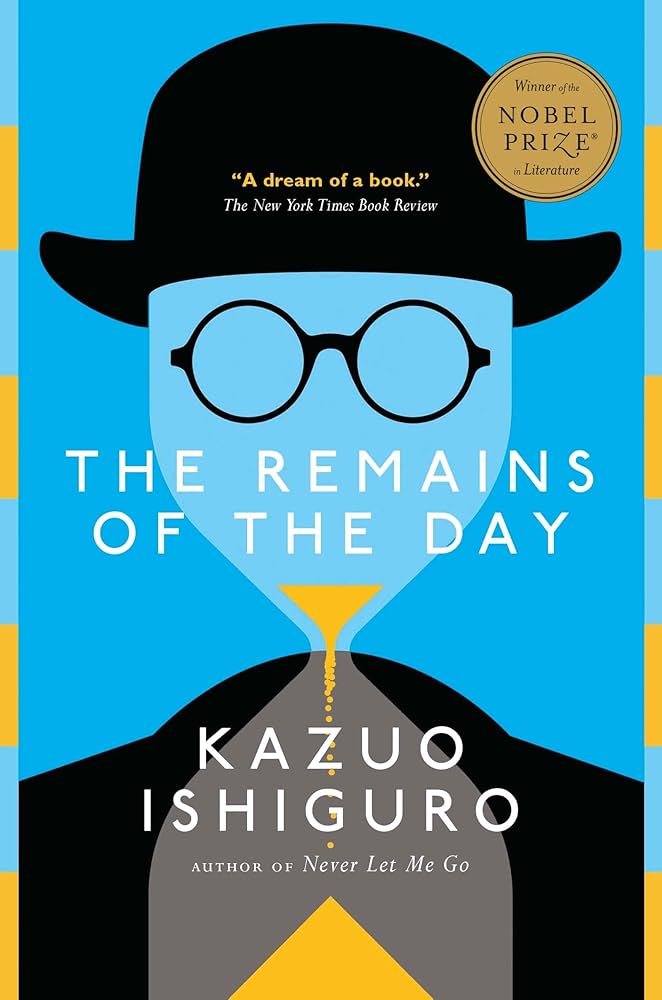 Winner of the
NOBEL
PRIZE®
in Literature
“A dream of a book.”
The New York Times Book Review
THE REMAINS
OF THE DAY
KAZUO
ISHIGURO
AUTHOR OF Never Let Me Go